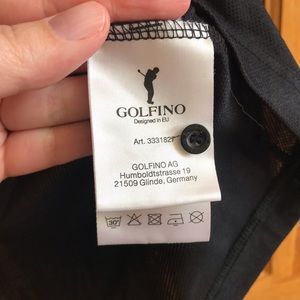 GOLFINO
Designed in EU
Art. 333182
GOLFINO AG
Humboldtstrasse 19
21509 Glinde, Germany
30°